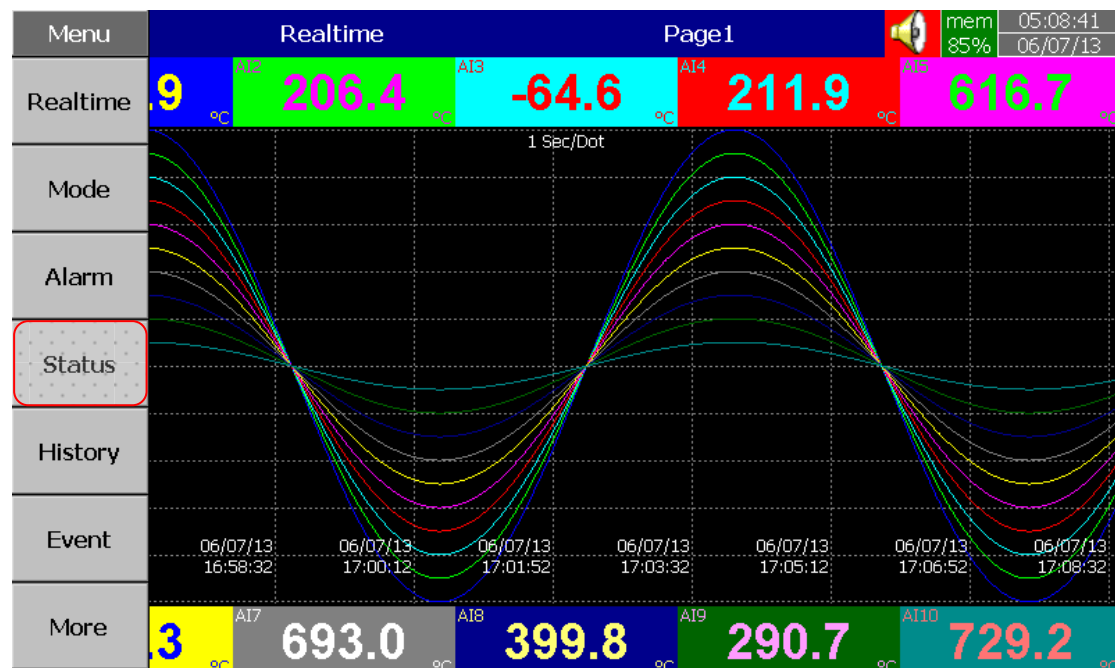 Menu
Realtime
Page1
mem
85%
05:08:41
06/07/13
Realtime
Mode
Alarm
Status
History
Event
More
.9 °C
AI2 206.4 °C
AI3 -64.6 °C
AI4 211.9 °C
AI5 616.7 °C
1 Sec/Dot
06/07/13 06/07/13 06/07/13 06/07/13 06/07/13 06/07/13 06/07/13
16:58:32 17:00:12 17:01:52 17:03:32 17:05:12 17:06:52 17:08:32
.3 °C
AI7 693.0 °C
AI8 399.8 °C
AI9 290.7 °C
AI10 729.2 °C